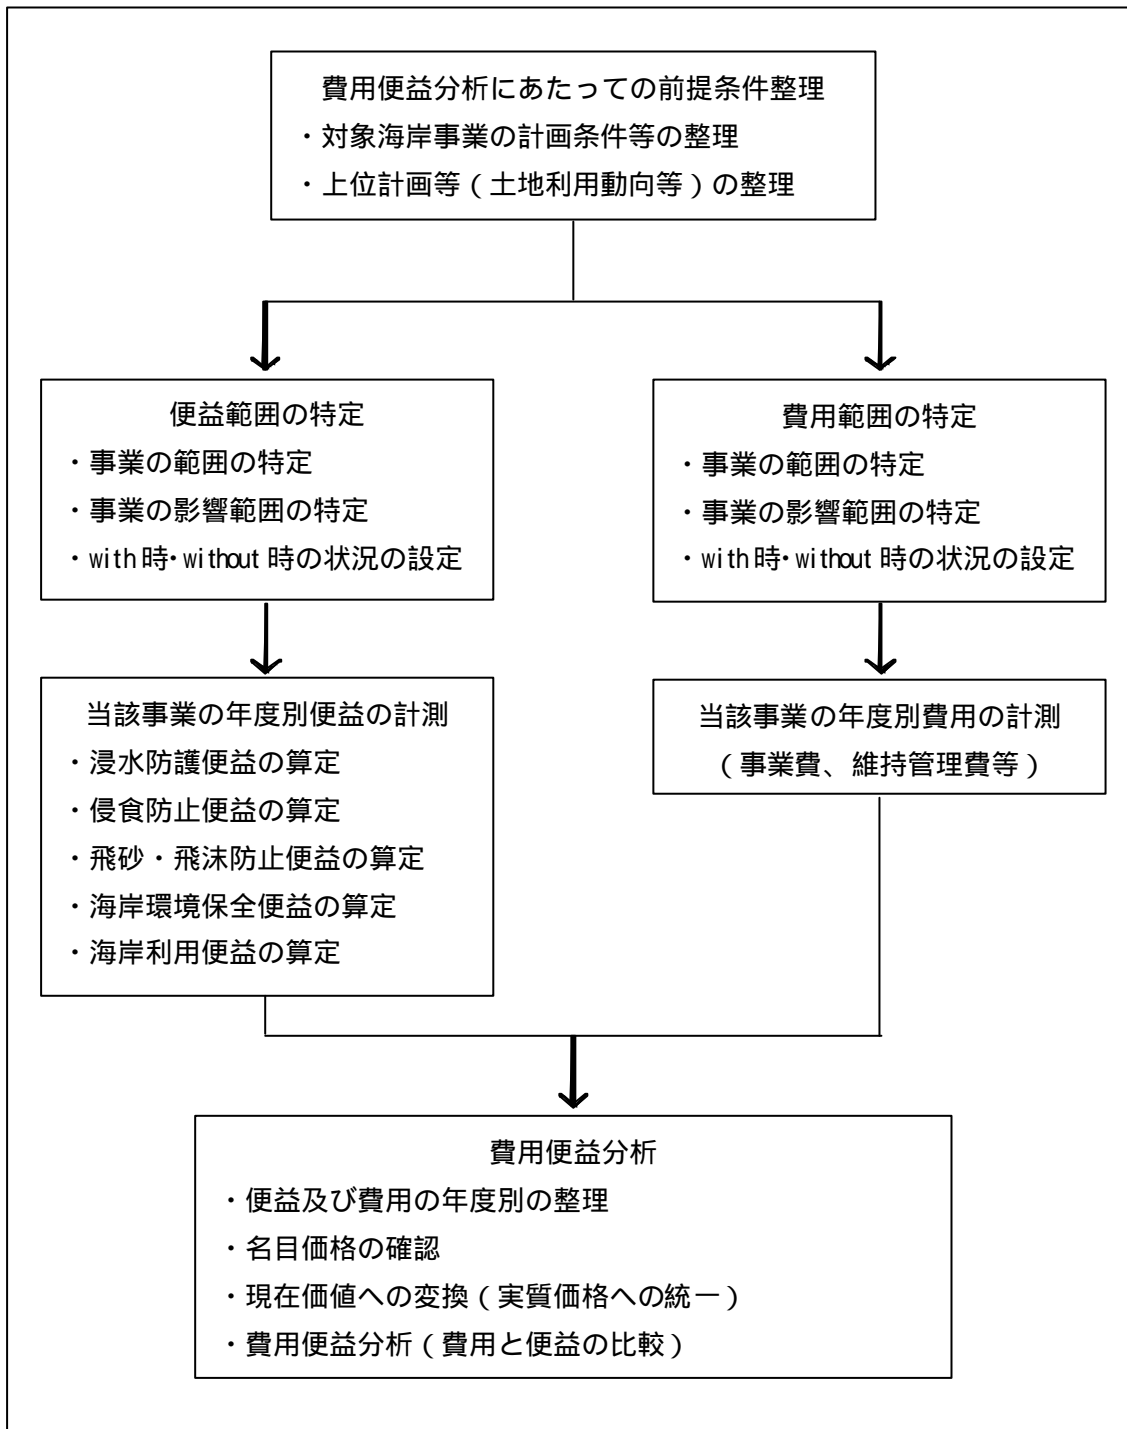 費用便益分析にあたっての前提条件整理
・対象海岸事業の計画条件等の整理
・上位計画等（土地利用動向等）の整理
便益範囲の特定
・事業の範囲の特定
・事業の影響範囲の特定
・with時・without時の状況の設定
費用範囲の特定
・事業の範囲の特定
・事業の影響範囲の特定
・with時・without時の状況の設定
当該事業の年度別便益の計測
・浸水防護便益の算定
・侵食防止便益の算定
・飛砂・飛沫防止便益の算定
・海岸環境保全便益の算定
・海岸利用便益の算定
当該事業の年度別費用の計測
（事業費、維持管理費等）
費用便益分析
・便益及び費用の年度別の整理
・名目価格の確認
・現在価値への変換（実質価格への統一）
・費用便益分析（費用と便益の比較）